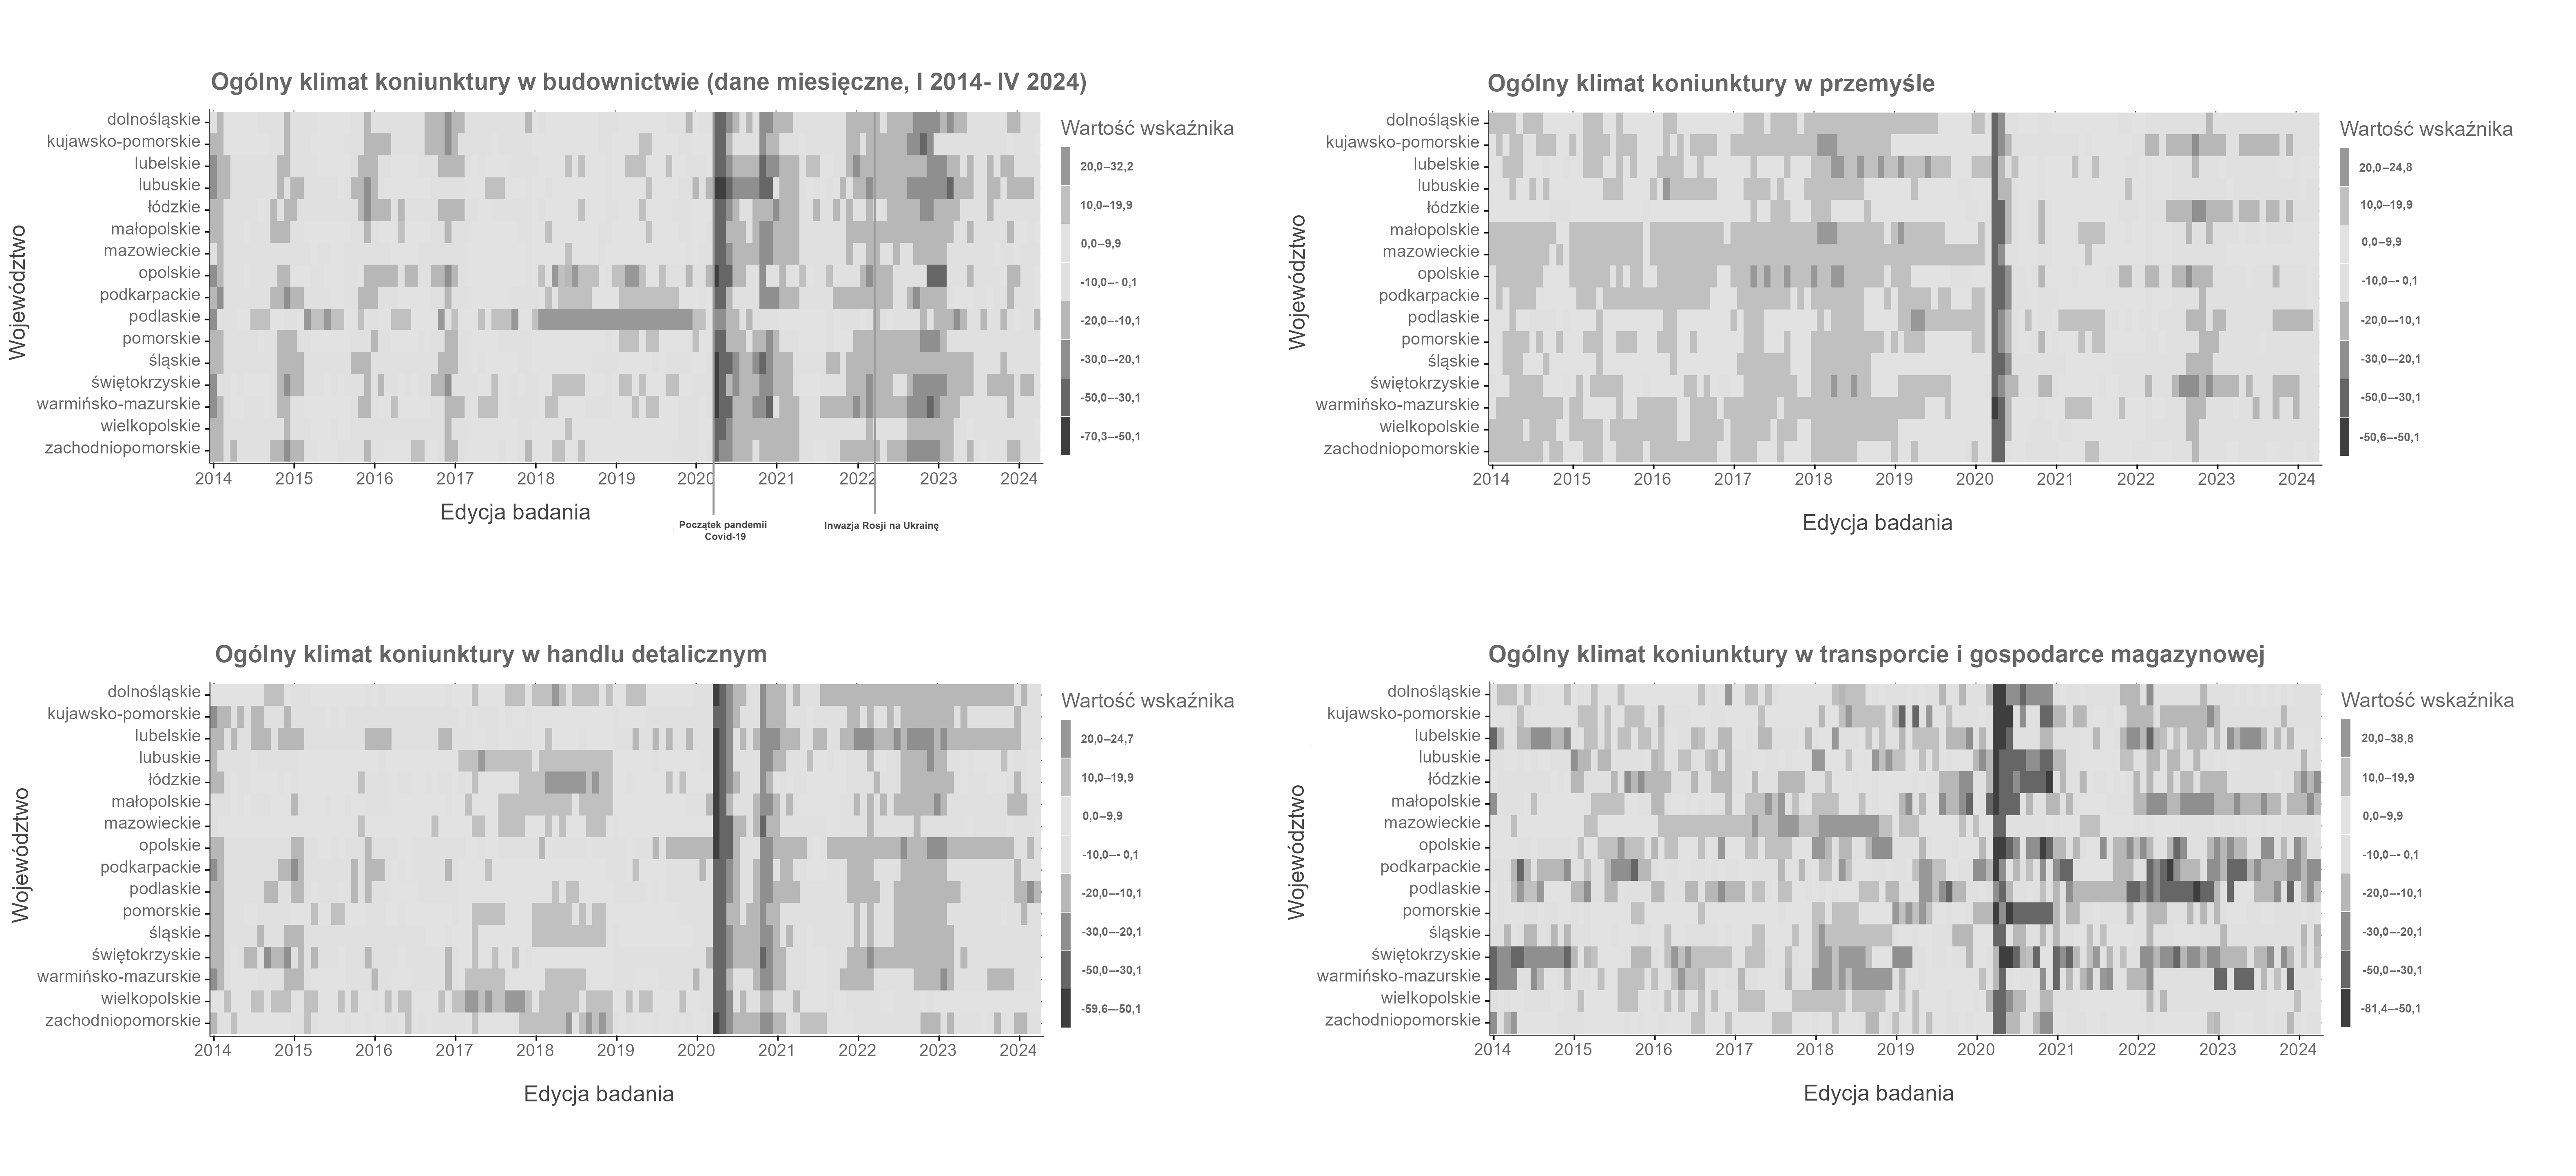 Ogólny klimat koniunktury w budownictwie (dane miesięczne, I 2014- IV 2024)
Województwo
dolnośląskie
kujawsko-pomorskie
lubelskie
lubuskie
łódzkie
małopolskie
mazowieckie
opolskie
podkarpackie
podlaskie
pomorskie
śląskie
świętokrzyskie
warmińsko-mazurskie
wielkopolskie
zachodniopomorskie
2014 2015 2016 2017 2018 2019 2020 2021 2022 2023 2024
Edycja badania
Początek pandemii
Covid-19
Inwazja Rosji na Ukrainę
Wartość wskaźnika
20,0–32,2
10,0–19,9
0,0–9,9
-10,0–- 0,1
-20,0–-10,1
-30,0–-20,1
-50,0–-30,1
-70,3–-50,1
Ogólny klimat koniunktury w przemyśle
Województwo
dolnośląskie
kujawsko-pomorskie
lubelskie
lubuskie
łódzkie
małopolskie
mazowieckie
opolskie
podkarpackie
podlaskie
pomorskie
śląskie
świętokrzyskie
warmińsko-mazurskie
wielkopolskie
zachodniopomorskie
2014 2015 2016 2017 2018 2019 2020 2021 2022 2023 2024
Edycja badania
Wartość wskaźnika
20,0–24,8
10,0–19,9
0,0–9,9
-10,0–- 0,1
-20,0–-10,1
-30,0–-20,1
-50,0–-30,1
-50,6–-50,1
Ogólny klimat koniunktury w handlu detalicznym
Województwo
dolnośląskie
kujawsko-pomorskie
lubelskie
lubuskie
łódzkie
małopolskie
mazowieckie
opolskie
podkarpackie
podlaskie
pomorskie
śląskie
świętokrzyskie
warmińsko-mazurskie
wielkopolskie
zachodniopomorskie
2014 2015 2016 2017 2018 2019 2020 2021 2022 2023 2024
Edycja badania
Wartość wskaźnika
20,0–24,7
10,0–19,9
0,0–9,9
-10,0–- 0,1
-20,0–-10,1
-30,0–-20,1
-50,0–-30,1
-59,6–-50,1
Ogólny klimat koniunktury w transporcie i gospodarce magazynowej
Województwo
dolnośląskie
kujawsko-pomorskie
lubelskie
lubuskie
łódzkie
małopolskie
mazowieckie
opolskie
podkarpackie
podlaskie
pomorskie
śląskie
świętokrzyskie
warmińsko-mazurskie
wielkopolskie
zachodniopomorskie
2014 2015 2016 2017 2018 2019 2020 2021 2022 2023 2024
Edycja badania
Wartość wskaźnika
20,0–38,8
10,0–19,9
0,0–9,9
-10,0–- 0,1
-20,0–-10,1
-30,0–-20,1
-50,0–-30,1
-81,4–-50,1